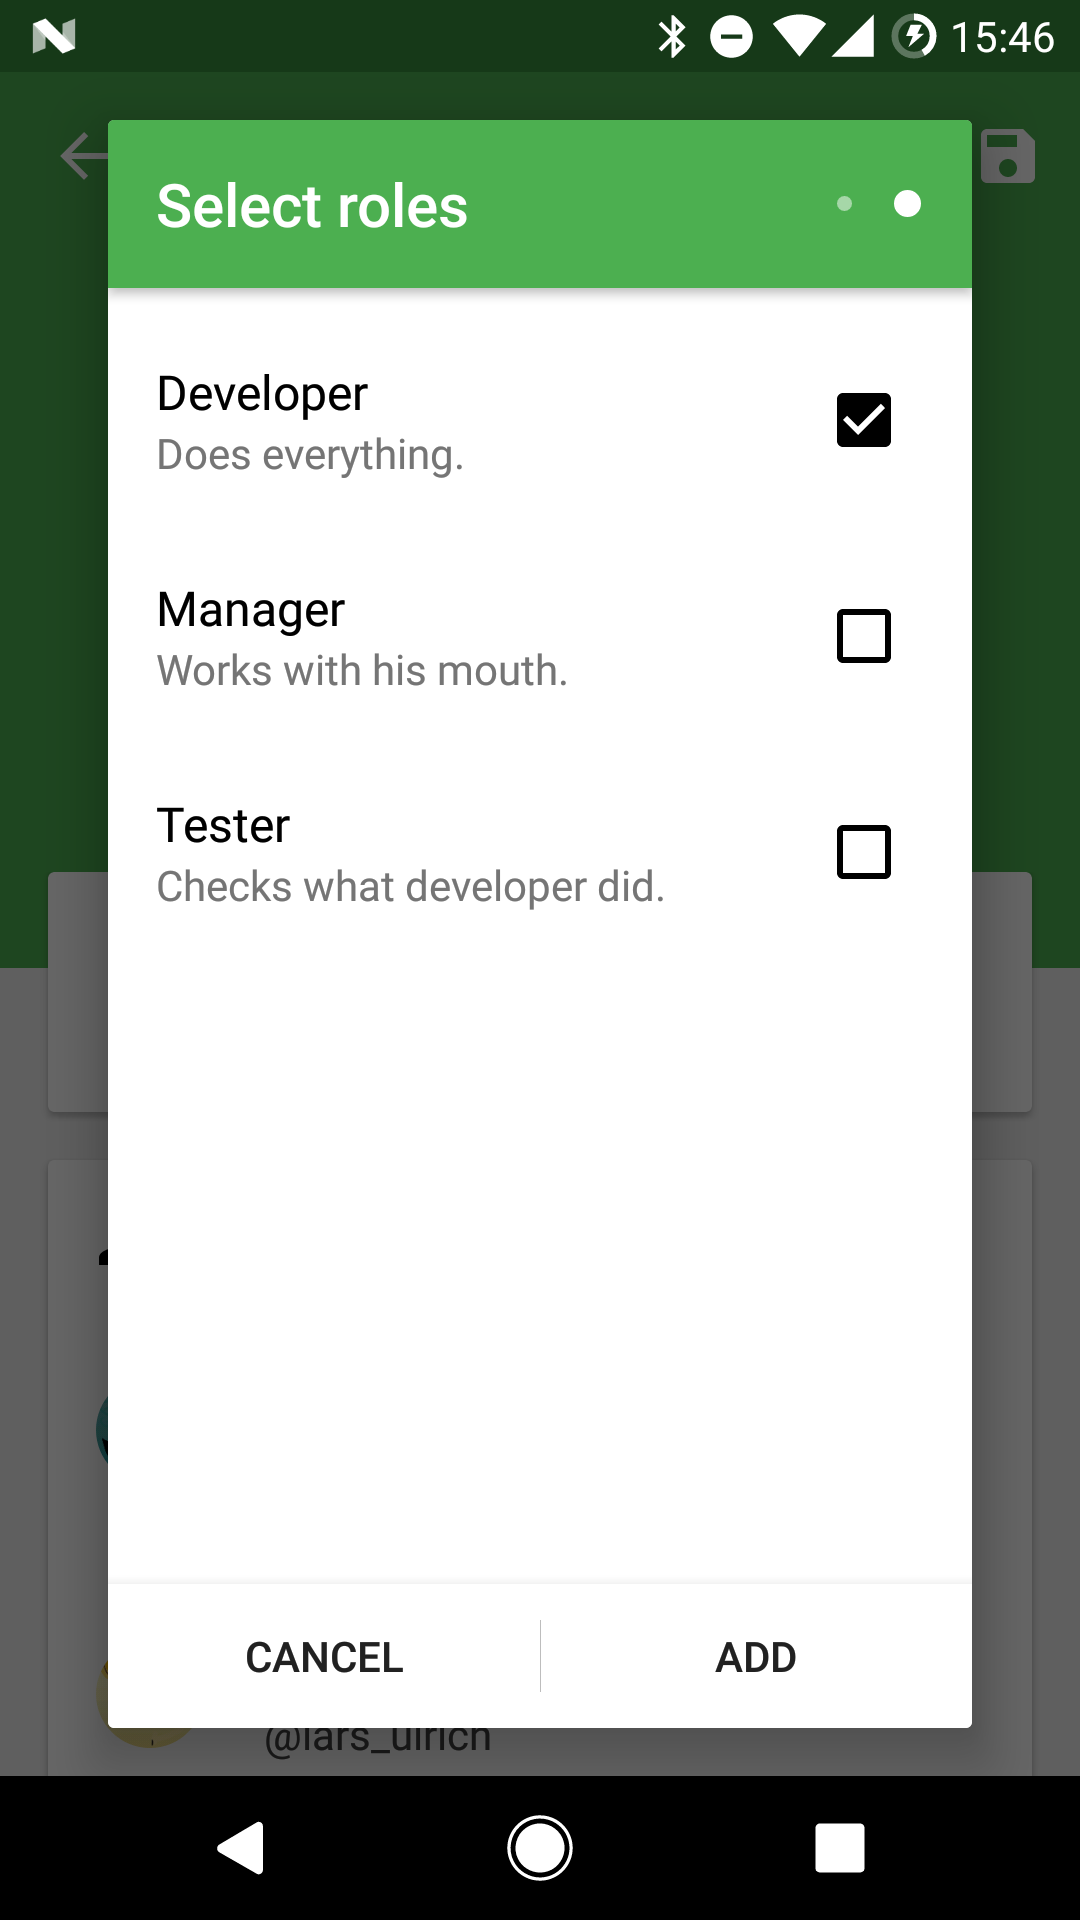 15:46
Select roles
Developer
Does everything.
Manager
Works with his mouth.
Tester
Checks what developer did.
CANCEL
ADD
@lars_ulrich